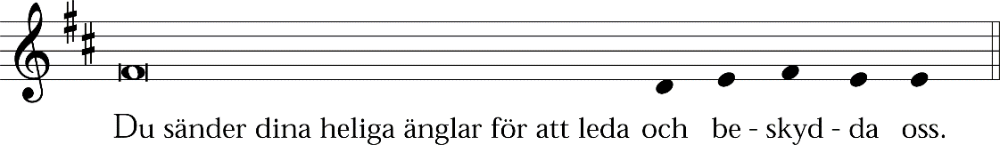 Du sänder dina heliga änglar för att leda och be - skyd - da oss.